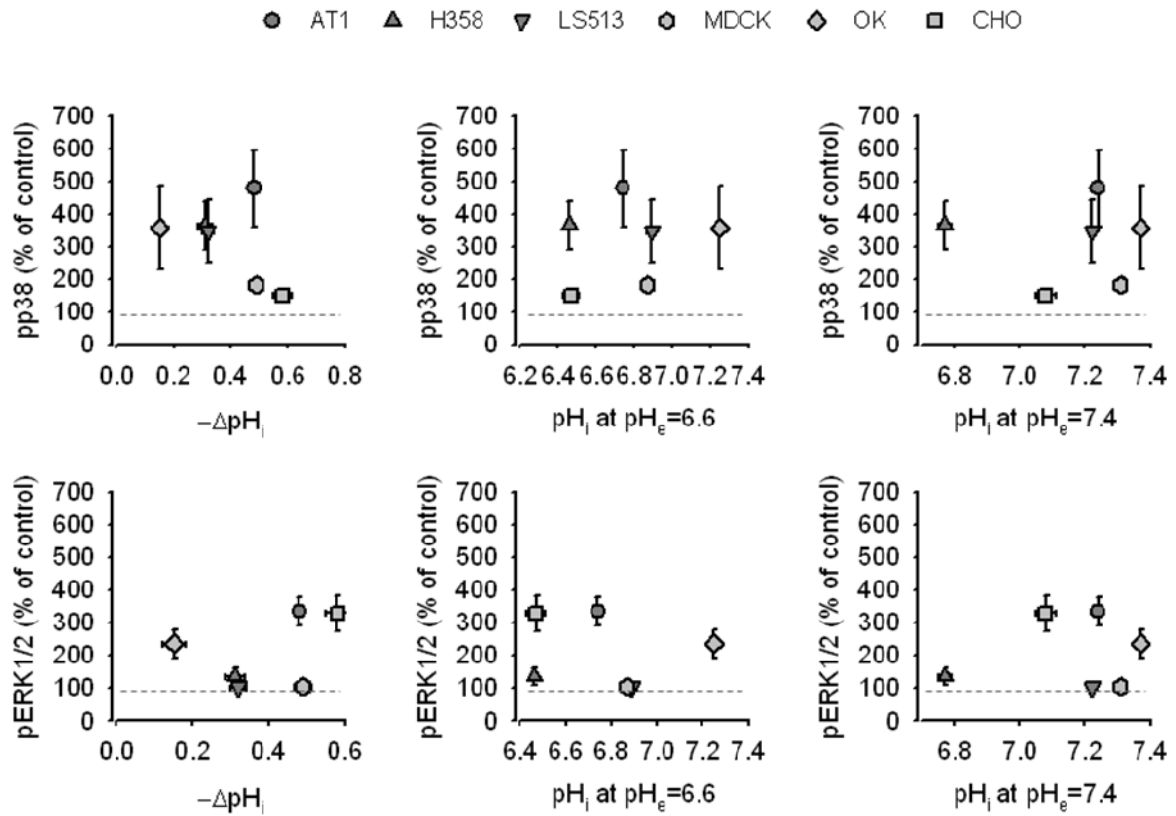 AT1 H358 LS513 MDCK OK CHO
pp38 (% of control)
700
600
500
400
300
200
100
0
0.0 0.2 0.4 0.6 0.8
−ΔpHi
pp38 (% of control)
700
600
500
400
300
200
100
0
6.2 6.4 6.6 6.8 7.0 7.2 7.4
pHi at pHe=6.6
pp38 (% of control)
700
600
500
400
300
200
100
0
6.8 7.0 7.2 7.4
pHi at pHe=7.4
pERK1/2 (% of control)
700
600
500
400
300
200
100
0
0.0 0.2 0.4 0.6
−ΔpHi
pERK1/2 (% of control)
700
600
500
400
300
200
100
0
6.4 6.6 6.8 7.0 7.2 7.4
pHi at pHe=6.6
pERK1/2 (% of control)
700
600
500
400
300
200
100
0
6.8 7.0 7.2 7.4
pHi at pHe=7.4